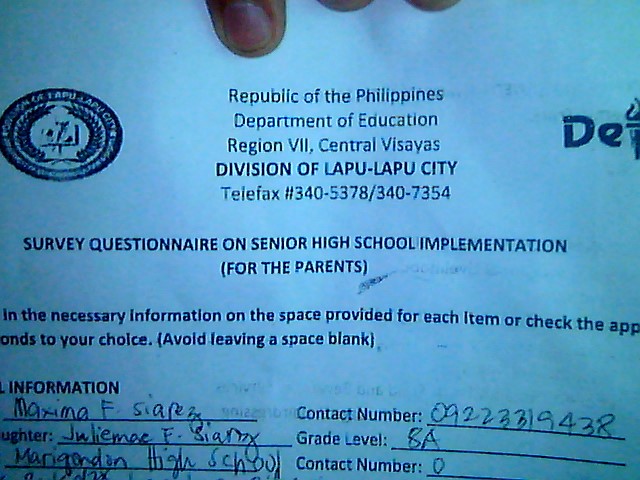 Republic of the Philippines
Department of Education
Region VII, Central Visayas
DIVISION OF LAPU-LAPU CITY
Telefax #340-5378/340-7354
DIVISION OF LAPU-LAPU CITY
De
SURVEY QUESTIONNAIRE ON SENIOR HIGH SCHOOL IMPLEMENTATION
(FOR THE PARENTS)
in the necessary information on the space provided for each item or check the app
onds to your choice. (Avoid leaving a space blank).
INFORMATION
Maxima F. Siarez Contact Number: 09223319438
ughter: Juliemae F. Siarez Grade Level: 8A
Marigondon High School Contact Number: 0